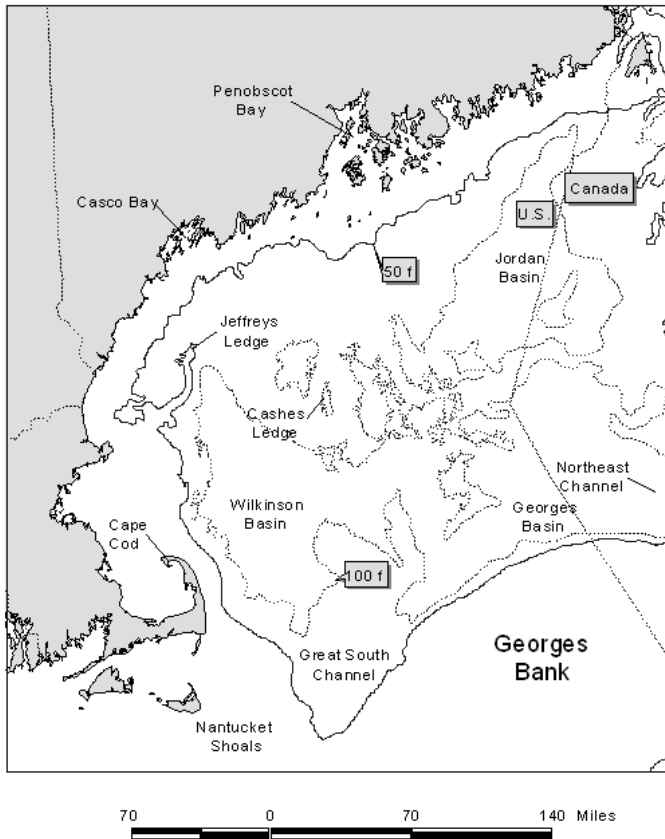 Penobscot
Bay
Casco Bay
Canada
U.S.
Jordan
Basin
50 f
Jeffreys
Ledge
Cashes
Ledge
Northeast
Channel
Wilkinson
Basin
Georges
Basin
Cape
Cod
100 f
Georges
Bank
Great South
Channel
Nantucket
Shoals
70 0 70 140 Miles